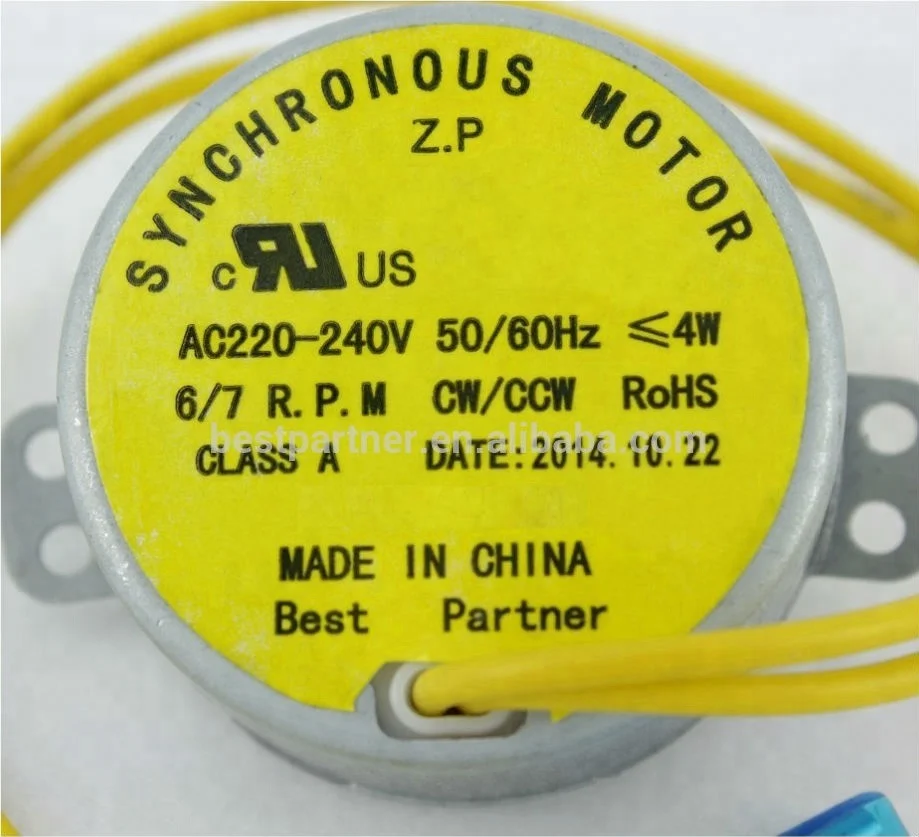 SYNCHRONOUS MOTOR
Z.P
c RU US
AC220-240V 50/60Hz ≤4W
6/7 R.P.M CW/CCW RoHS
bestpartner.en.alibaba.com
CLASS A DATE:2014.10.22
MADE IN CHINA
Best Partner